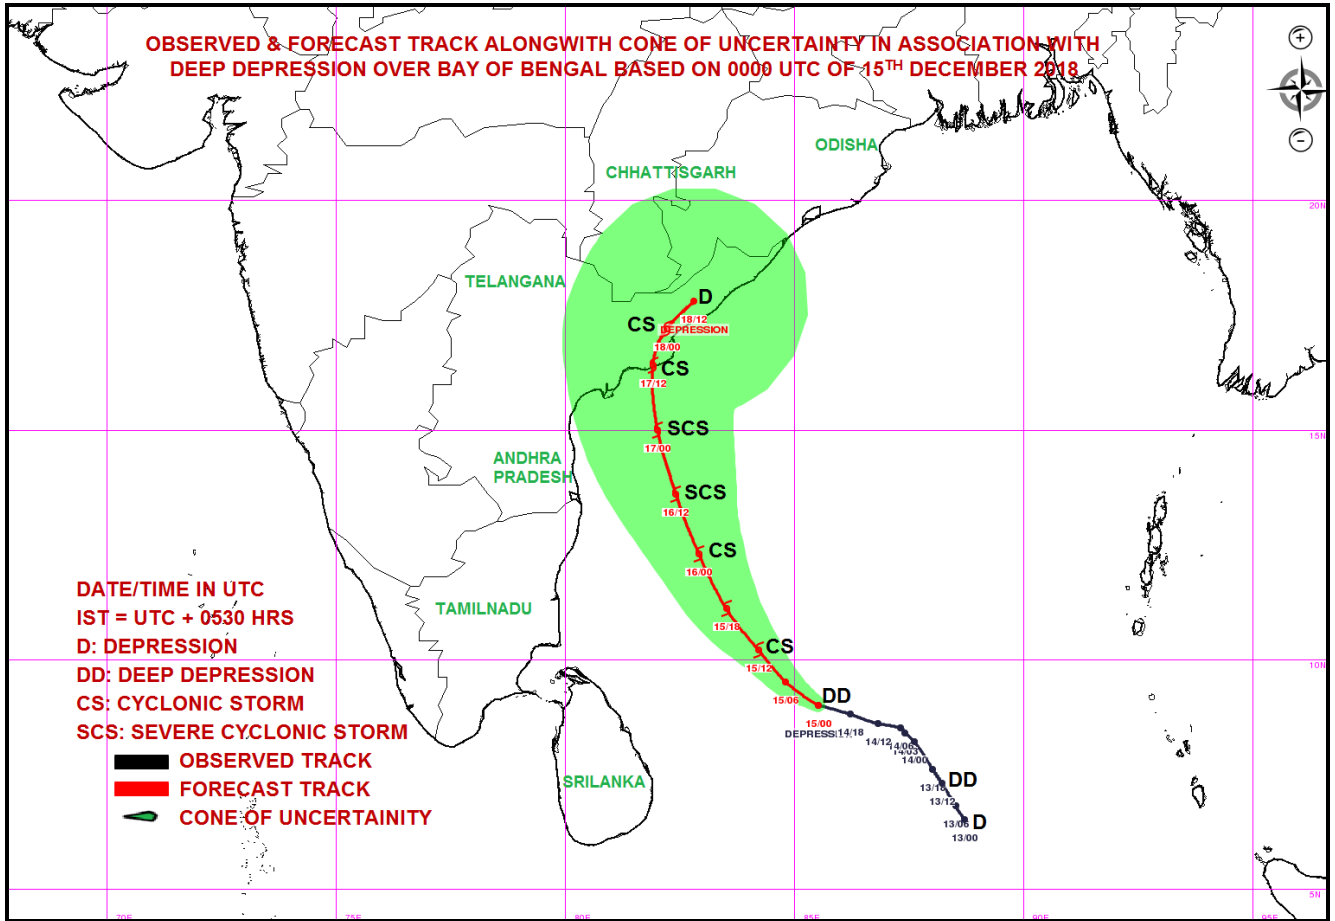 OBSERVED & FORECAST TRACK ALONGWITH CONE OF UNCERTAINTY IN ASSOCIATION WITH
DEEP DEPRESSION OVER BAY OF BENGAL BASED ON 0000 UTC OF 15TH DECEMBER 2018
ODISHA
CHHATTISGARH
20N
TELANGANA
D
18/12
CS
DEPRESSION
18/00
CS
17/12
SCS
15N
17/00
ANDHRA
PRADESH
SCS
16/12
CS
16/00
DATE/TIME IN UTC
TAMILNADU
IST = UTC + 0530 HRS
15/18
D: DEPRESSION
CS
10N
15/12
DD: DEEP DEPRESSION
DD
15/06
CS: CYCLONIC STORM
15/00
SCS: SEVERE CYCLONIC STORM
14/18
14/12
14/06
14/03
14/00
OBSERVED TRACK
SRILANKA
DD
13/18
FORECAST TRACK
13/12
CONE OF UNCERTAINITY
D
13/06
13/00
5N
70E
75E
80E
85E
90E
95E